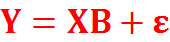 Y = XB + ε